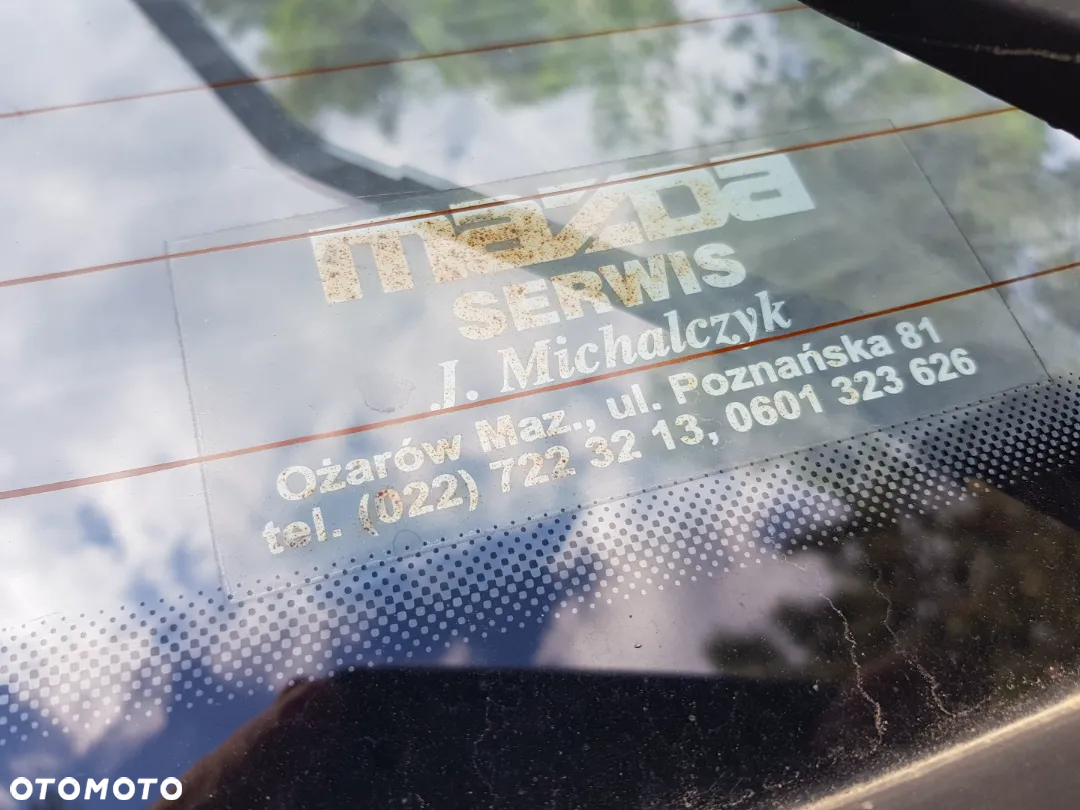 mazda
SERWIS
J. Michalczyk
Ożarów Maz., ul. Poznańska 81
tel. (022) 722 32 13, 0601 323 626
OTOMOTO